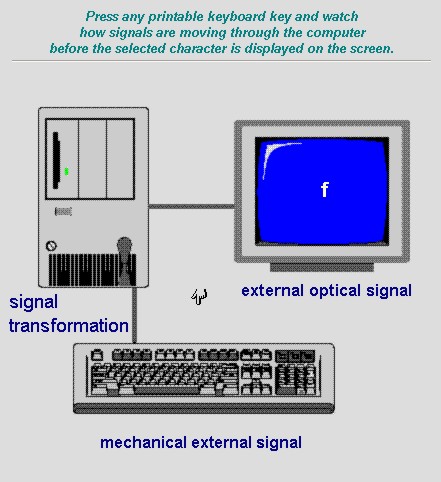 Press any printable keyboard key and watch
how signals are moving through the computer
before the selected character is displayed on the screen.
f
external optical signal
signal
transformation
mechanical external signal